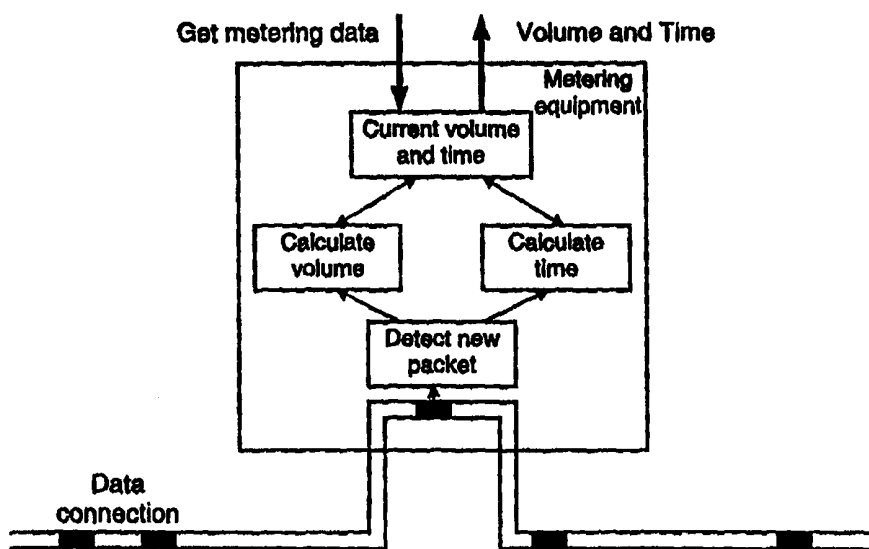 Get metering data
Volume and Time
Metering
equipment
Current volume
and time
Calculate
volume
Calculate
time
Detect new
packet
Data
connection